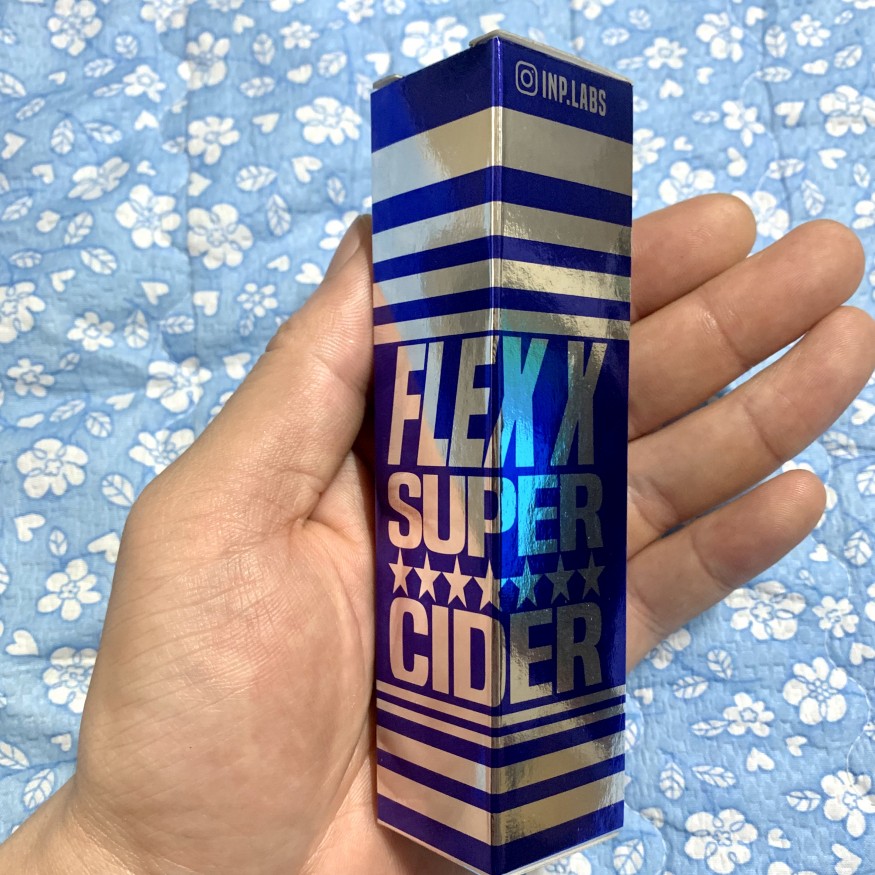 INP.LABS
FLEX X
SUPER
CIDER